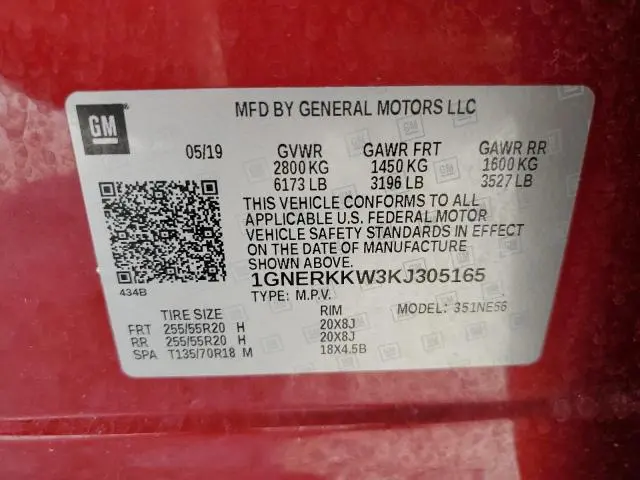 GM
MFD BY GENERAL MOTORS LLC
05/19 GVWR GAWR FRT GAWR RR
2800 KG 1450 KG 1600 KG
6173 LB 3196 LB 3527 LB
THIS VEHICLE CONFORMS TO ALL
APPLICABLE U.S. FEDERAL MOTOR
VEHICLE SAFETY STANDARDS IN EFFECT
ON THE DATE OF MANUFACTURE
SHOWN ABOVE.
434B
1GNERKKW3KJ305165
TYPE: M.P.V. MODEL: 351NE56
TIRE SIZE RIM
FRT 255/55R20 H 20X8J
RR 255/55R20 H 20X8J
SPA T135/70R18 M 18X4.5B